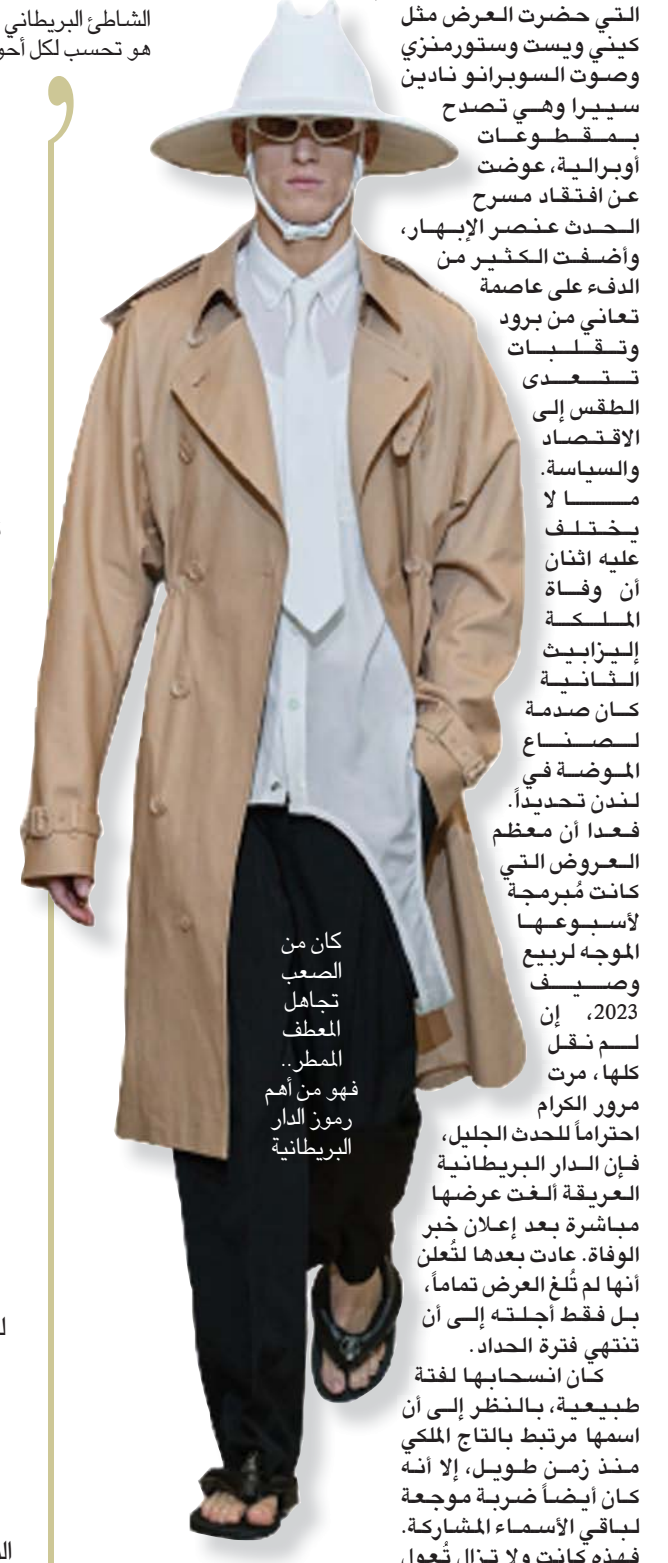 الشاطئ البريطاني
هو تحسب لكل أحو
التي حضرت العرض مثل
كيني ويست وستورمنزي
وصوت السوبرانو نادين
سييرا وهي تصدح
بمقطوعات
أوبرالية، عوضت
عن افتقاد مسرح
الحدث عنصر الإبهار،
وأضفت الكثير من
الدفء على عاصمة
تعاني من برود
وتقلبات
تتعدى
الطقس إلى
الاقتصاد
والسياسة.
ما لا
يختلف
عليه اثنان
أن وفاة
الملكة
إليزابيث
الثانية
كان صدمة
لصناع
الموضة في
لندن تحديداً.
فعدا أن معظم
العروض التي
كانت مُبرمجة
لأسبوعها
الموجه لربيع
وصيف
2023، إن
لم نقل
كلها، مرت
مرور الكرام
احتراماً للحدث الجليل،
فإن الدار البريطانية
العريقة ألغت عرضها
مباشرة بعد إعلان خبر
الوفاة. عادت بعدها لتُعلن
أنها لم تُلغ العرض تماماً،
بل فقط أجلته إلى أن
تنتهي فترة الحداد.
كان انسحابها لفتة
طبيعية، بالنظر إلى أن
اسمها مرتبط بالتاج الملكي
منذ زمن طويل، إلا أنه
كان أيضاً ضربة موجعة
لباقي الأسماء المشاركة.
فهذه كانت ولا تزال تُعول
كان من
الصعب
تجاهل
المعطف
الممطر..
فهو من أهم
رموز الدار
البريطانية